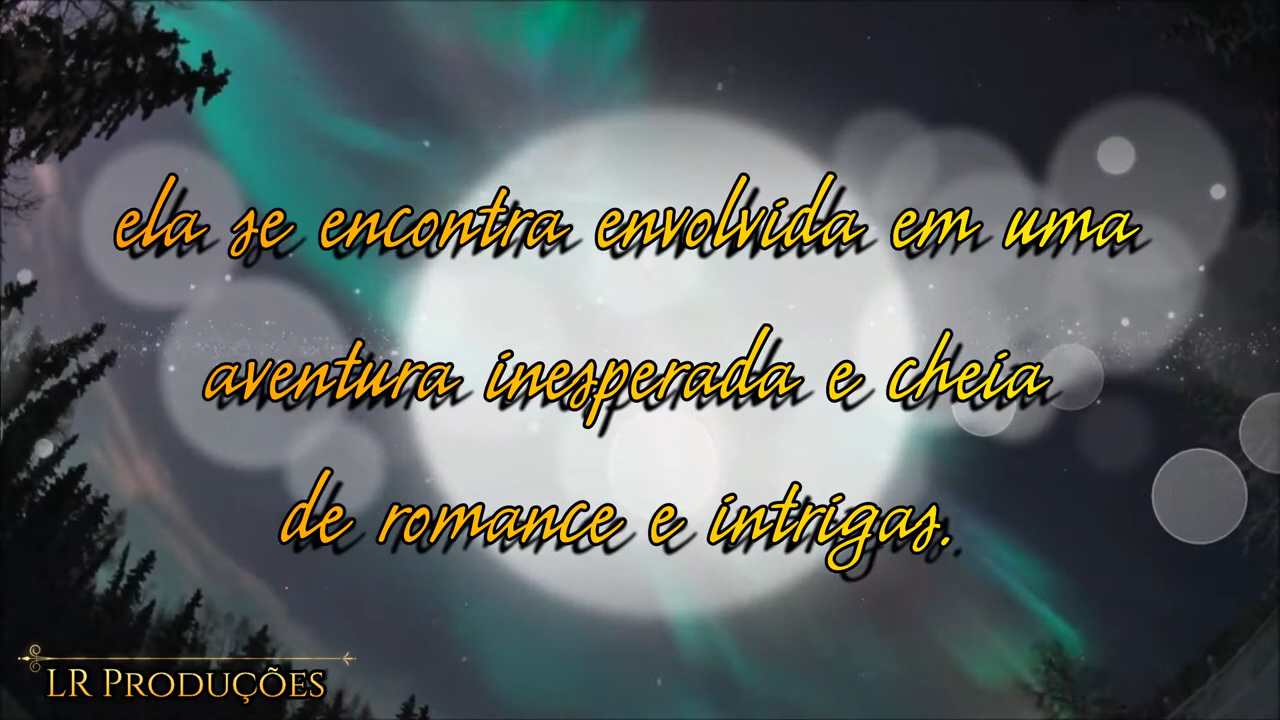 ela se encontra envolvida em uma
aventura inesperada e cheia
de romance e intrigas.
LR Produções